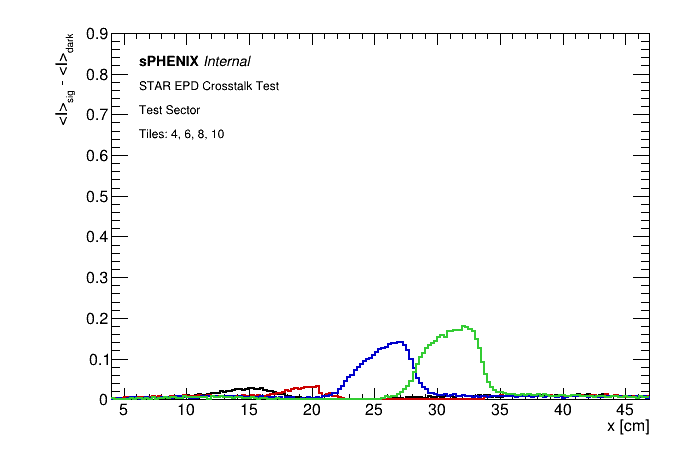 0.9
0.8
0.7
0.6
0.5
0.4
0.3
0.2
0.1
0
<I>sig - <I>dark
sPHENIX Internal
STAR EPD Crosstalk Test
Test Sector
Tiles: 4, 6, 8, 10
5 10 15 20 25 30 35 40 45
x [cm]